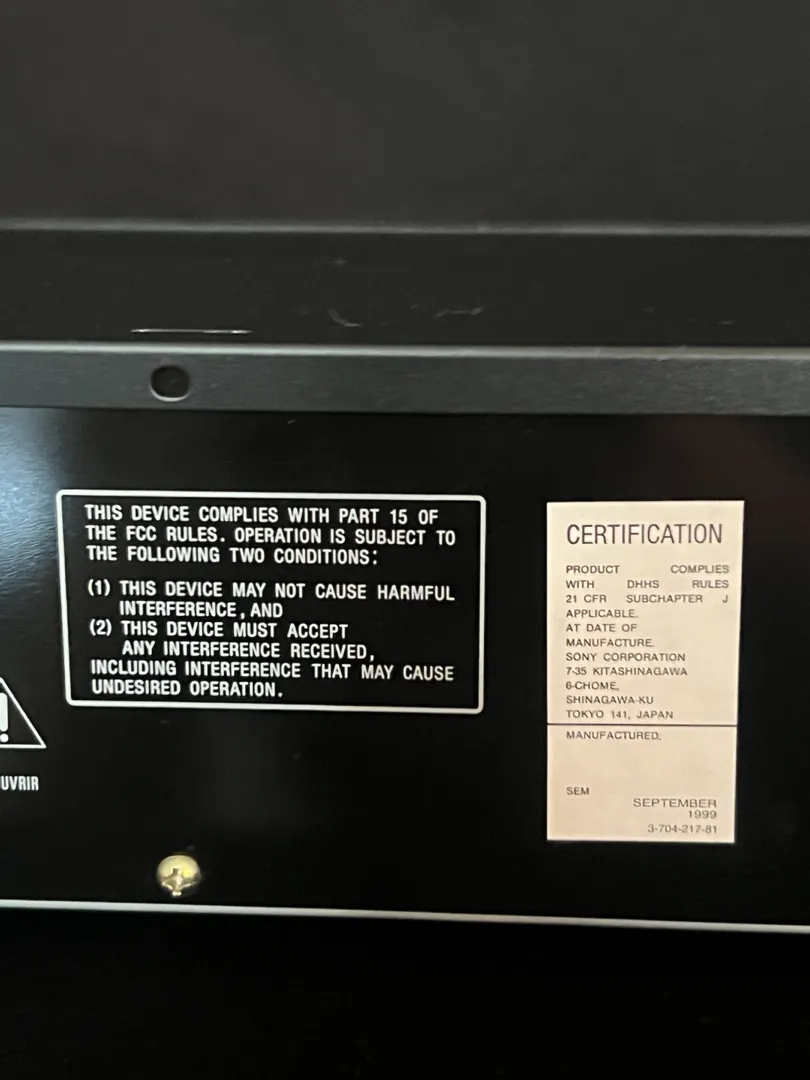 THIS DEVICE COMPLIES WITH PART 15 OF
THE FCC RULES. OPERATION IS SUBJECT TO
THE FOLLOWING TWO CONDITIONS:
(1) THIS DEVICE MAY NOT CAUSE HARMFUL
INTERFERENCE, AND
(2) THIS DEVICE MUST ACCEPT
ANY INTERFERENCE RECEIVED,
INCLUDING INTERFERENCE THAT MAY CAUSE
UNDESIRED OPERATION.
!
UVRIR
CERTIFICATION
PRODUCT COMPLIES
WITH DHHS RULES
21 CFR SUBCHAPTER J
APPLICABLE.
AT DATE OF
MANUFACTURE.
SONY CORPORATION
7-35 KITASHINAGAWA
6-CHOME,
SHINAGAWA-KU
TOKYO 141, JAPAN
MANUFACTURED.
SEM
SEPTEMBER
1999
3-704-217-81